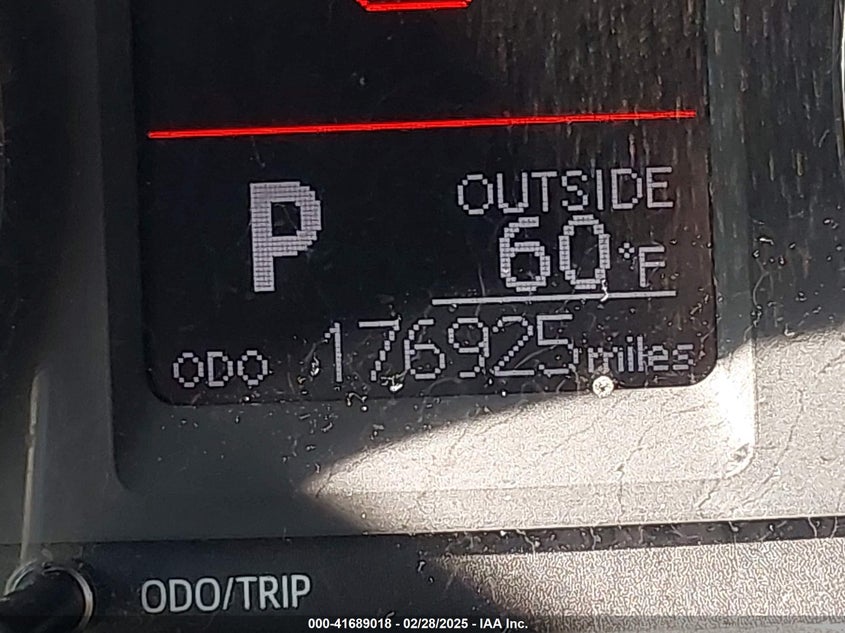 P
OUTSIDE
60°F
ODO 176925 miles
ODO/TRIP
000-41689018 - 02/28/2025 - IAA Inc.